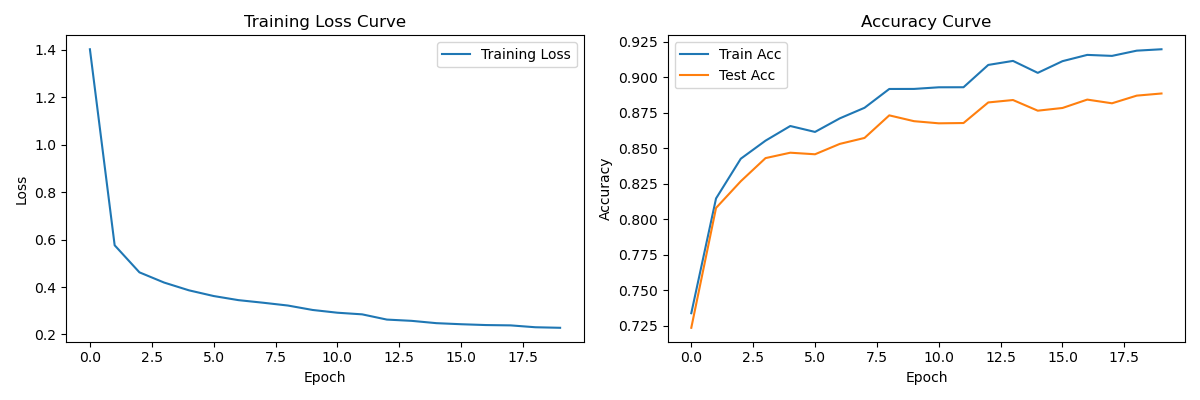 Training Loss Curve
Training Loss
1.4
1.2
1.0
0.8
0.6
0.4
0.2
Loss
0.0 2.5 5.0 7.5 10.0 12.5 15.0 17.5
Epoch
Accuracy Curve
Train Acc
Test Acc
0.925
0.900
0.875
0.850
0.825
0.800
0.775
0.750
0.725
Accuracy
0.0 2.5 5.0 7.5 10.0 12.5 15.0 17.5
Epoch